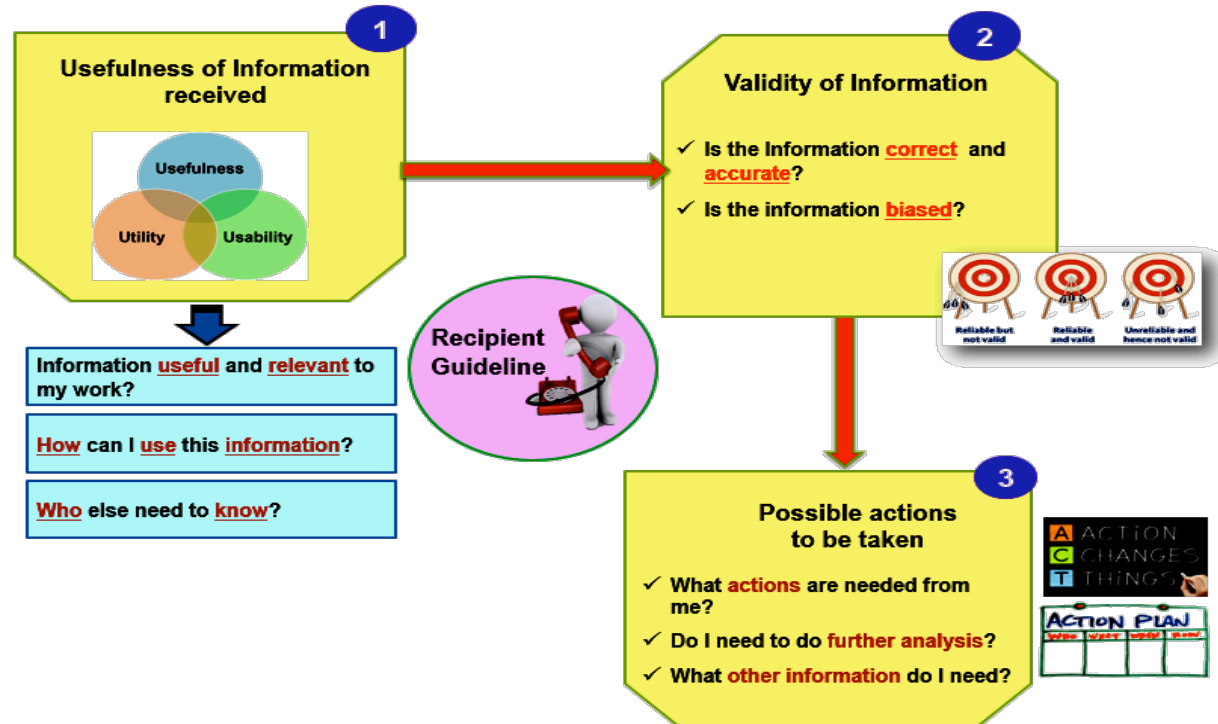 1
Usefulness of Information
received
Usefulness
Utility
Usability
Information useful and relevant to
my work?
How can I use this information?
Who else need to know?
Recipient
Guideline
2
Validity of Information
✓ Is the Information correct and
accurate?
✓ Is the information biased?
Reliable but
not valid
Reliable
and valid
Unreliable and
hence not valid
3
Possible actions
to be taken
✓ What actions are needed from
me?
✓ Do I need to do further analysis?
✓ What other information do I need?
A ACTION
C CHANGES
T THINGS
ACTION PLAN
WHO WHAT WHEN HOW